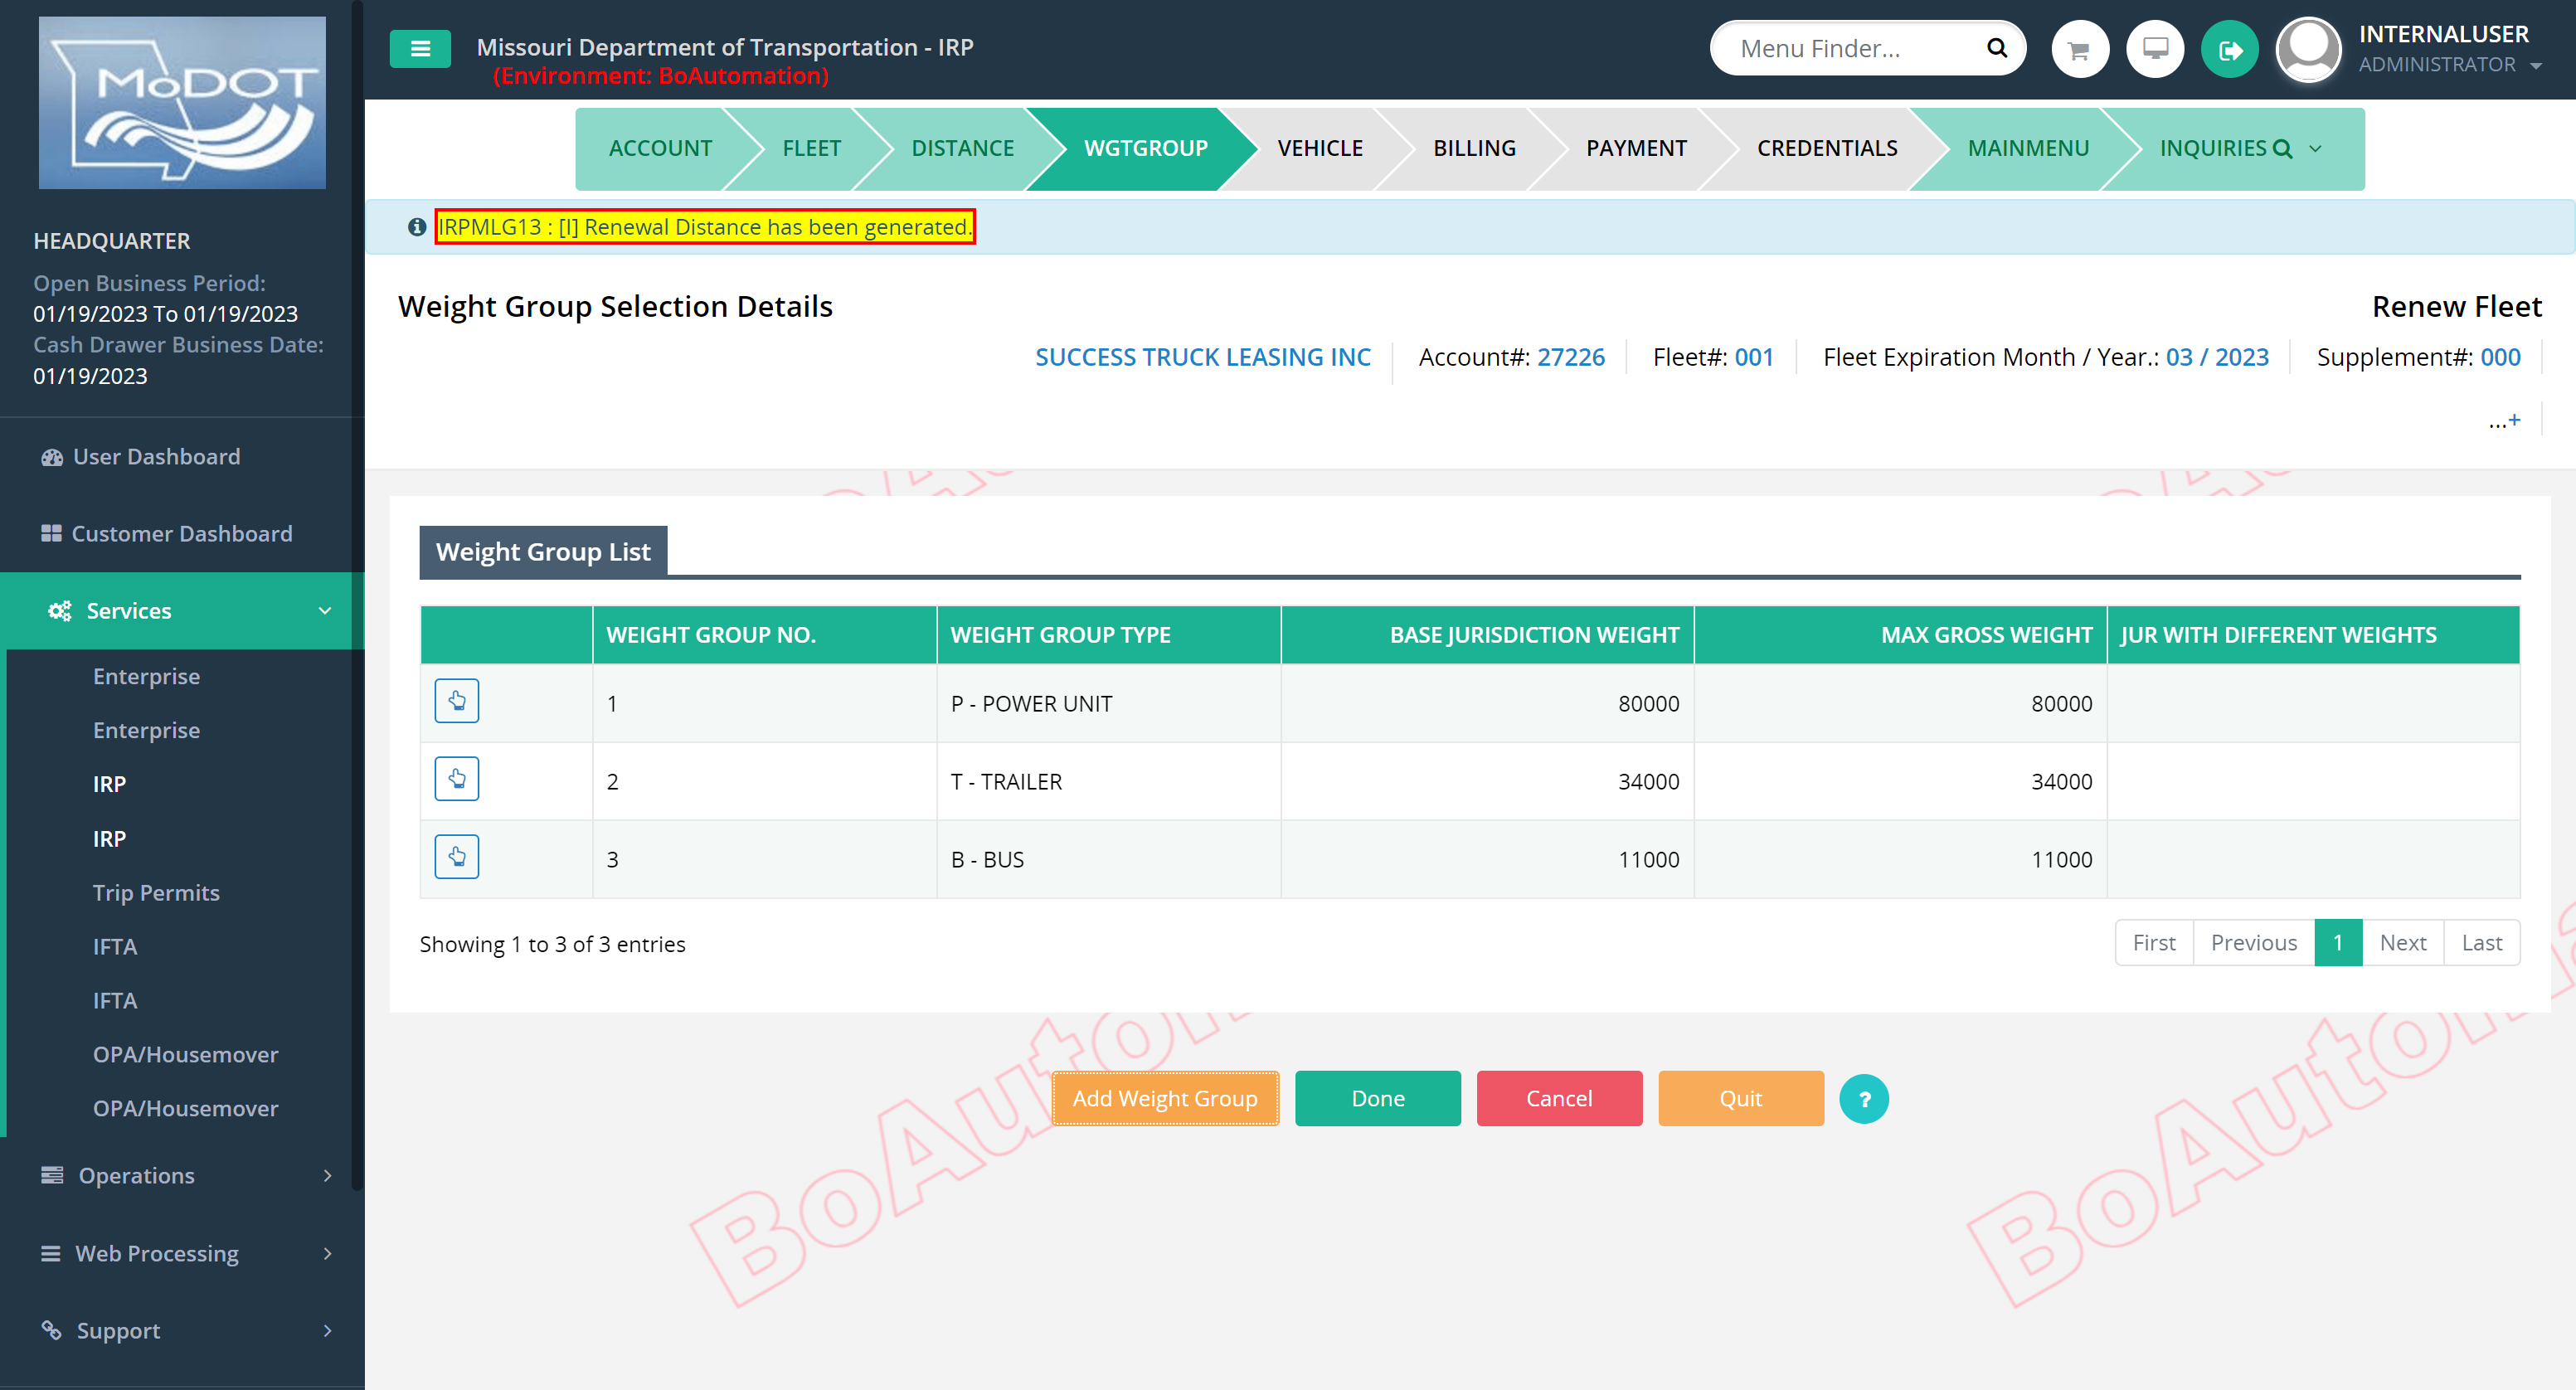 MoDOT
HEADQUARTER
Open Business Period:
01/19/2023 To 01/19/2023
Cash Drawer Business Date:
01/19/2023
User Dashboard
Customer Dashboard
Services
Enterprise
Enterprise
IRP
IRP
Trip Permits
IFTA
IFTA
OPA/Housemover
OPA/Housemover
Operations
Web Processing
Support
Missouri Department of Transportation - IRP
(Environment: BoAutomation)
Menu Finder...
INTERNALUSER
ADMINISTRATOR
ACCOUNT FLEET DISTANCE WGTGROUP VEHICLE BILLING PAYMENT CREDENTIALS MAINMENU INQUIRIES
IRPMLG13 : [I] Renewal Distance has been generated.
Weight Group Selection Details Renew Fleet
SUCCESS TRUCK LEASING INC Account#: 27226 Fleet#: 001 Fleet Expiration Month / Year.: 03 / 2023 Supplement#: 000
...+
Weight Group List
WEIGHT GROUP NO. WEIGHT GROUP TYPE BASE JURISDICTION WEIGHT MAX GROSS WEIGHT JUR WITH DIFFERENT WEIGHTS
1 P - POWER UNIT 80000 80000
2 T - TRAILER 34000 34000
3 B - BUS 11000 11000
Showing 1 to 3 of 3 entries First Previous 1 Next Last
Add Weight Group Done Cancel Quit ?